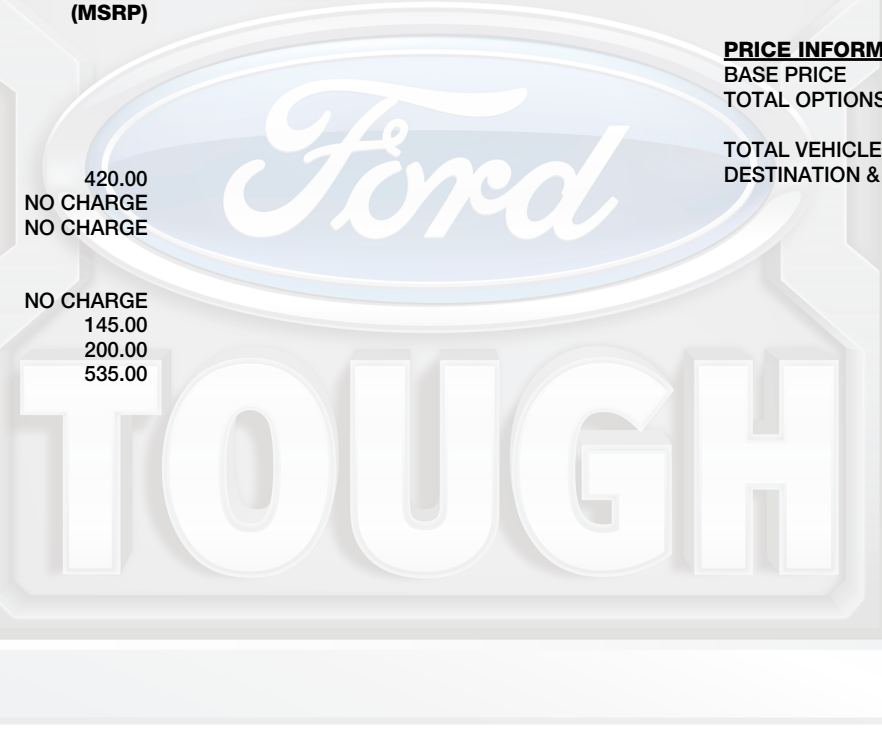 (MSRP)
420.00
NO CHARGE
NO CHARGE
NO CHARGE
145.00
200.00
535.00
PRICE INFORM
BASE PRICE
TOTAL OPTIONS
TOTAL VEHICLE
DESTINATION &
Ford
TOUGH